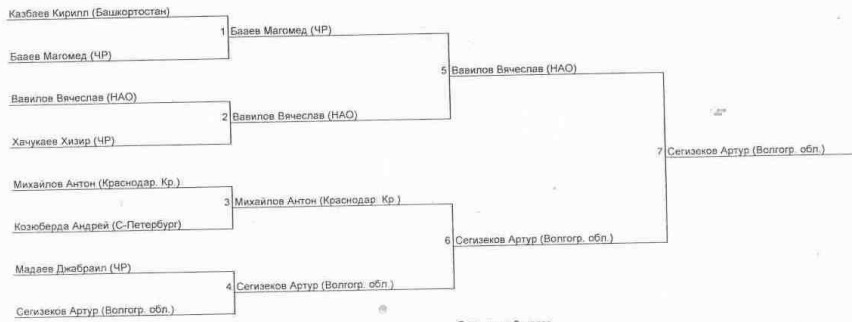 Казбаев Кирилл (Башкортостан)
1 Бааев Магомед (ЧР)
Бааев Магомед (ЧР)
5 Вавилов Вячеслав (НАО)
Вавилов Вячеслав (НАО)
2 Вавилов Вячеслав (НАО)
Хачукаев Хизир (ЧР)
7 Сегизеков Артур (Волгогр. обл.)
Михайлов Антон (Краснодар. Кр.)
3 Михайлов Антон (Краснодар. Кр.)
Козюберда Андрей (С-Петербург)
6 Сегизеков Артур (Волгогр. обл.)
Мадаев Джабраил (ЧР)
4 Сегизеков Артур (Волгогр. обл.)
Сегизеков Артур (Волгогр. обл.)